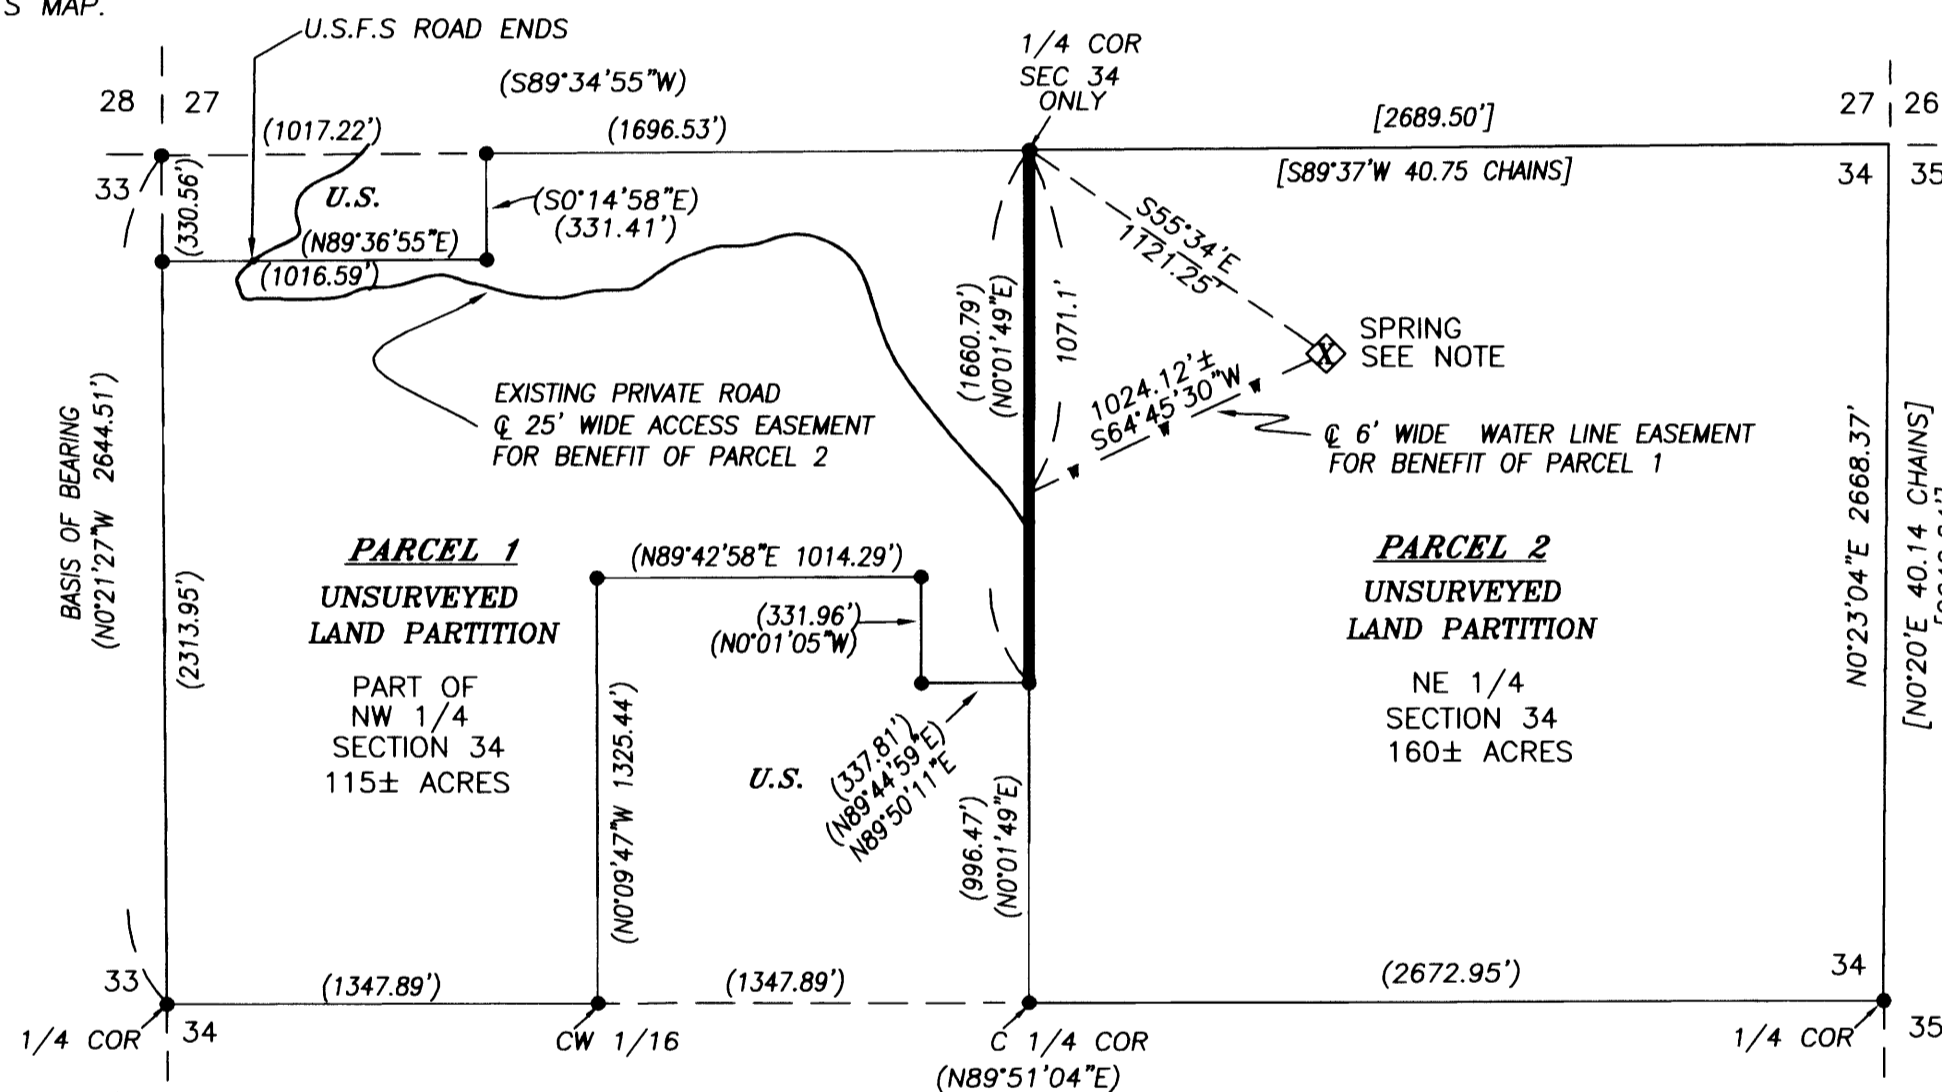 S MAP.
U.S.F.S ROAD ENDS
1/4 COR
SEC 34
ONLY
(S89°34'55"W)
28 27
(1017.22')
(1696.53')
[2689.50']
27 26
33
(330.56')
U.S.
(S0°14'58"E)
(331.41')
[S89°37'W 40.75 CHAINS]
34 35
(N89°36'55"E)
(1016.59')
S55°34'E
1121.25'
(1660.79')
(N0°01'49"E)
1071.1'
SPRING
SEE NOTE
X
1024.12'±
S64°45'30"W
W W W
EXISTING PRIVATE ROAD
℄ 25' WIDE ACCESS EASEMENT
FOR BENEFIT OF PARCEL 2
℄ 6' WIDE WATER LINE EASEMENT
FOR BENEFIT OF PARCEL 1
BASIS OF BEARING
(N0°21'27"W 2644.51')
(2313.95')
PARCEL 1
UNSURVEYED
LAND PARTITION
PART OF
NW 1/4
SECTION 34
115± ACRES
(N89°42'58"E 1014.29')
(331.96')
(N0°01'05"W)
PARCEL 2
UNSURVEYED
LAND PARTITION
NE 1/4
SECTION 34
160± ACRES
N0°23'04"E 2668.37'
[N0°20'E 40.14 CHAINS]
(N0°09'47"W 1325.44')
U.S.
(337.81')
(N89°44'59"E)
N89°50'11"E
(996.47')
(N0°01'49"E)
33
(1347.89')
(1347.89')
(2672.95')
34
1/4 COR
34
CW 1/16
C 1/4 COR
(N89°51'04"E)
1/4 COR
35